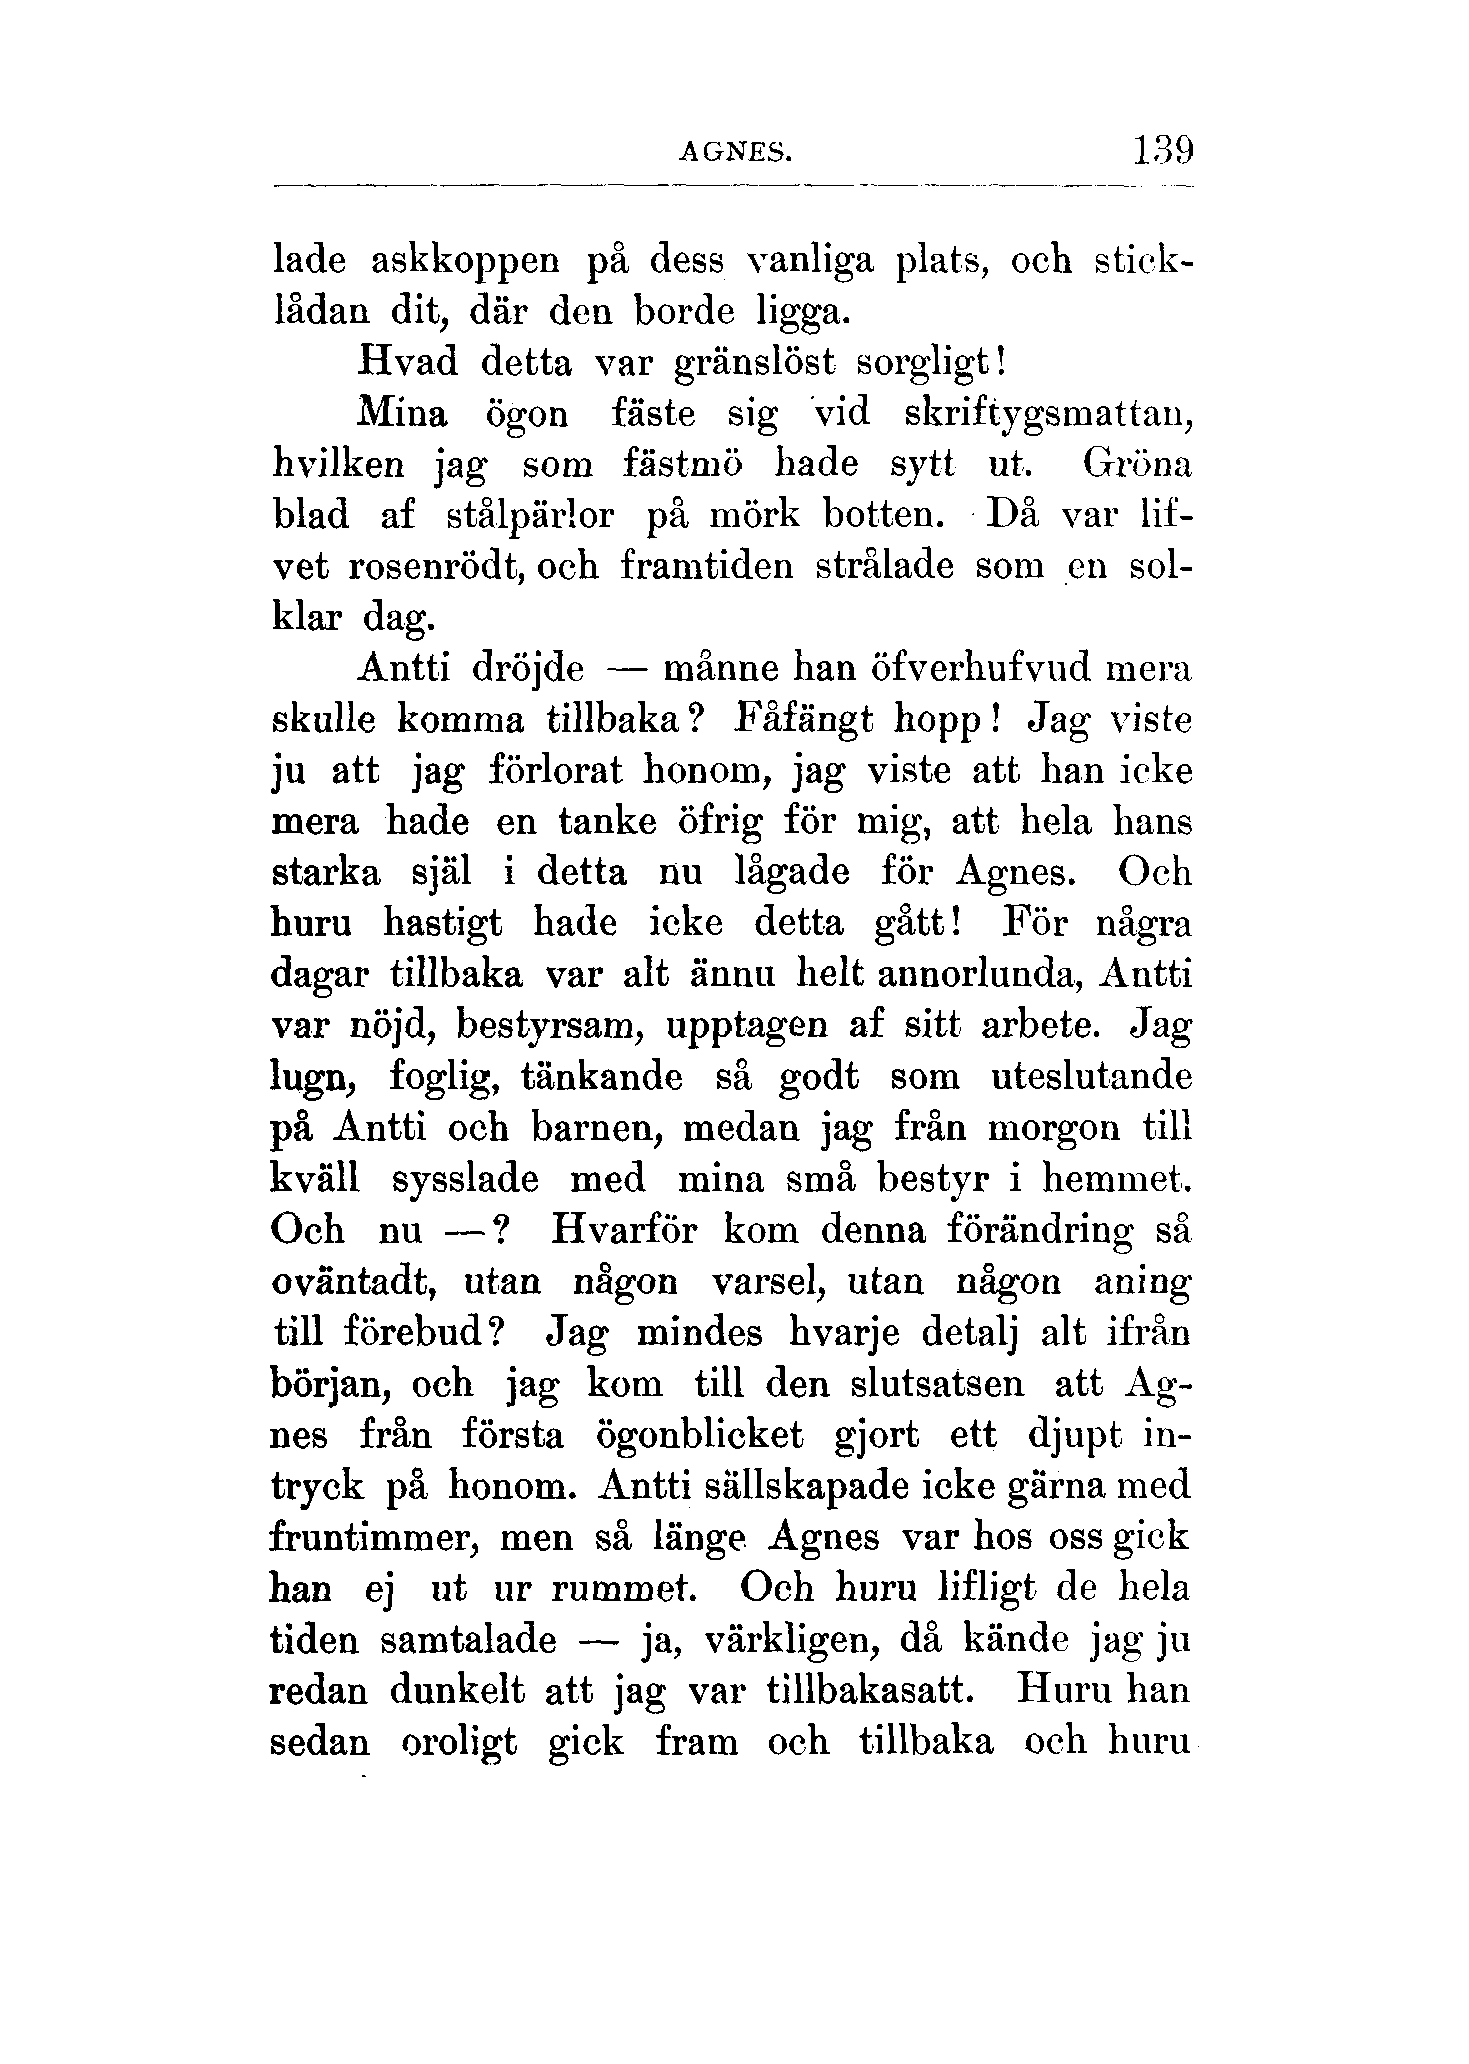 AGNES. 139
lade askkoppen på dess vanliga plats, och stick-
lådan dit, där den borde ligga.
Hvad detta var gränslöst sorgligt!
Mina ögon fäste sig vid skriftygsmattan,
hvilken jag som fästmö hade sytt ut. Gröna
blad af stålpärlor på mörk botten. Då var lif-
vet rosenrödt, och framtiden strålade som en sol-
klar dag.
Antti dröjde — månne han öfverhufvud mera
skulle komma tillbaka? Fåfängt hopp! Jag viste
ju att jag förlorat honom, jag viste att han icke
mera hade en tanke öfrig för mig, att hela hans
starka själ i detta nu lågade för Agnes. Och
huru hastigt hade icke detta gått! För några
dagar tillbaka var alt ännu helt annorlunda, Antti
var nöjd, bestyrsam, upptagen af sitt arbete. Jag
lugn, foglig, tänkande så godt som uteslutande
på Antti och barnen, medan jag från morgon till
kväll sysslade med mina små bestyr i hemmet.
Och nu —? Hvarför kom denna förändring så
oväntadt, utan någon varsel, utan någon aning
till förebud? Jag mindes hvarje detalj alt ifrån
början, och jag kom till den slutsatsen att Ag-
nes från första ögonblicket gjort ett djupt in-
tryck på honom. Antti sällskapade icke gärna med
fruntimmer, men så länge Agnes var hos oss gick
han ej ut ur rummet. Och huru lifligt de hela
tiden samtalade — ja, värkligen, då kände jag ju
redan dunkelt att jag var tillbakasatt. Huru han
sedan oroligt gick fram och tillbaka och huru